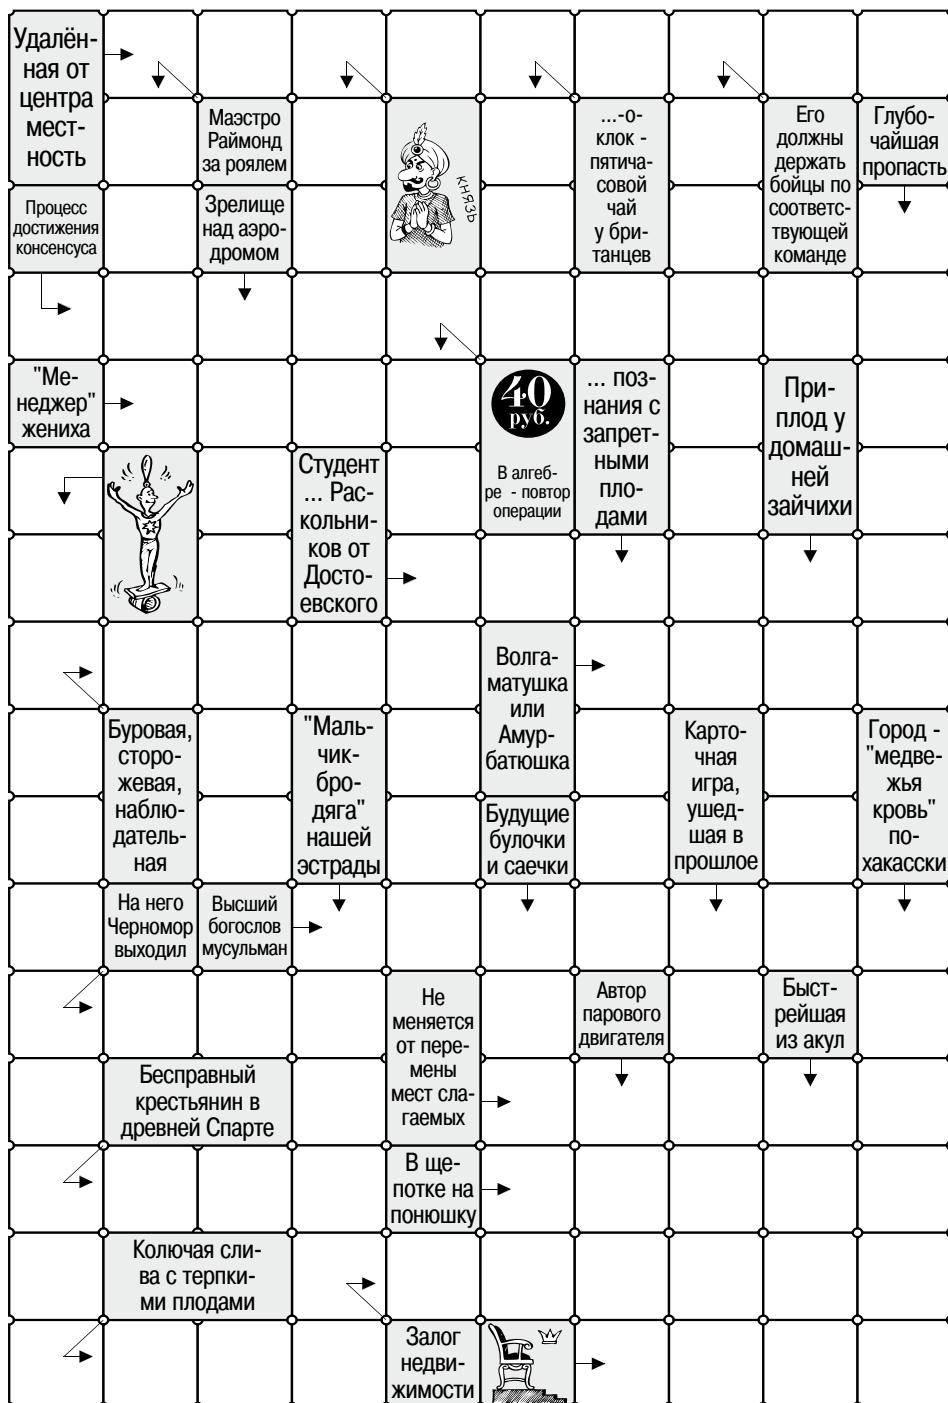 Удалён-
ная от
центра
мест-
ность
Маэстро
Раймонд
за роялем
князь
...-о-
клок -
пятича-
совой
чай
у бри-
танцев
Его
должны
держать
бойцы по
соответс-
твующей
команде
Глубо-
чайшая
пропасть
Процесс
достижения
консенсуса
Зрелище
над аэро-
дромом
"Ме-
неджер"
жениха
40
руб.
В алгеб-
ре - повтор
операции
... поз-
нания с
запрет-
ными
пло-
дами
При-
плод у
домаш-
ней
зайчихи
Студент
... Рас-
кольни-
ков от
Досто-
евского
Волга-
матушка
или
Амур-
батюшка
Буровая,
сторо-
жевая,
наблю-
датель-
ная
"Маль-
чик-
бро-
дяга"
нашей
эстрады
Карто-
чная
игра,
ушед-
шая в
прошлое
Город -
"медве-
жья
кровь"
по-
хакасски
Будущие
булочки
и саечки
На него
Черномор
выходил
Высший
богослов
мусульман
Не
меняется
от пере-
мены
мест сла-
гаемых
Автор
парового
двигателя
Быст-
рейшая
из акул
Бесправный
крестьянин в
древней Спарте
В ще-
потке на
понюшку
Колючая сли-
ва с терпки-
ми плодами
Залог
недви-
жимости